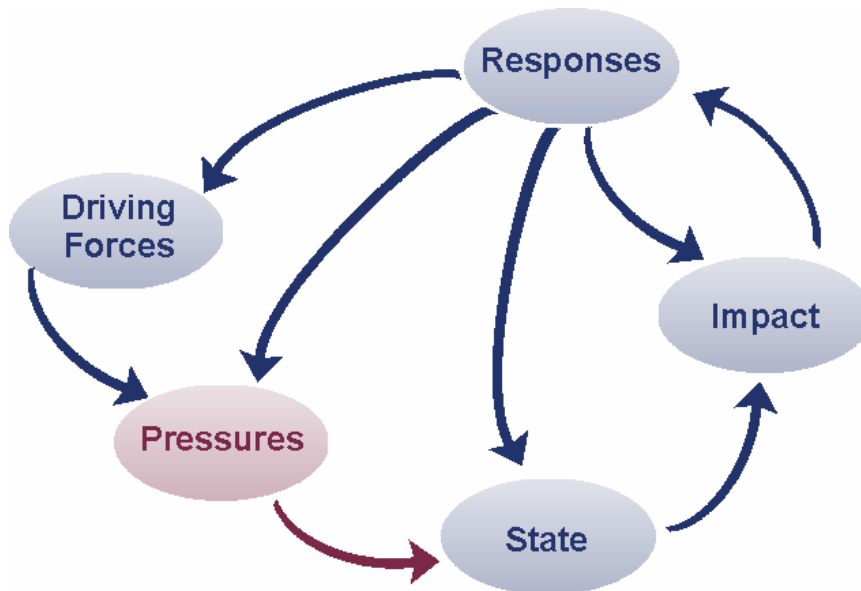 Responses
Driving
Forces
Impact
Pressures
State